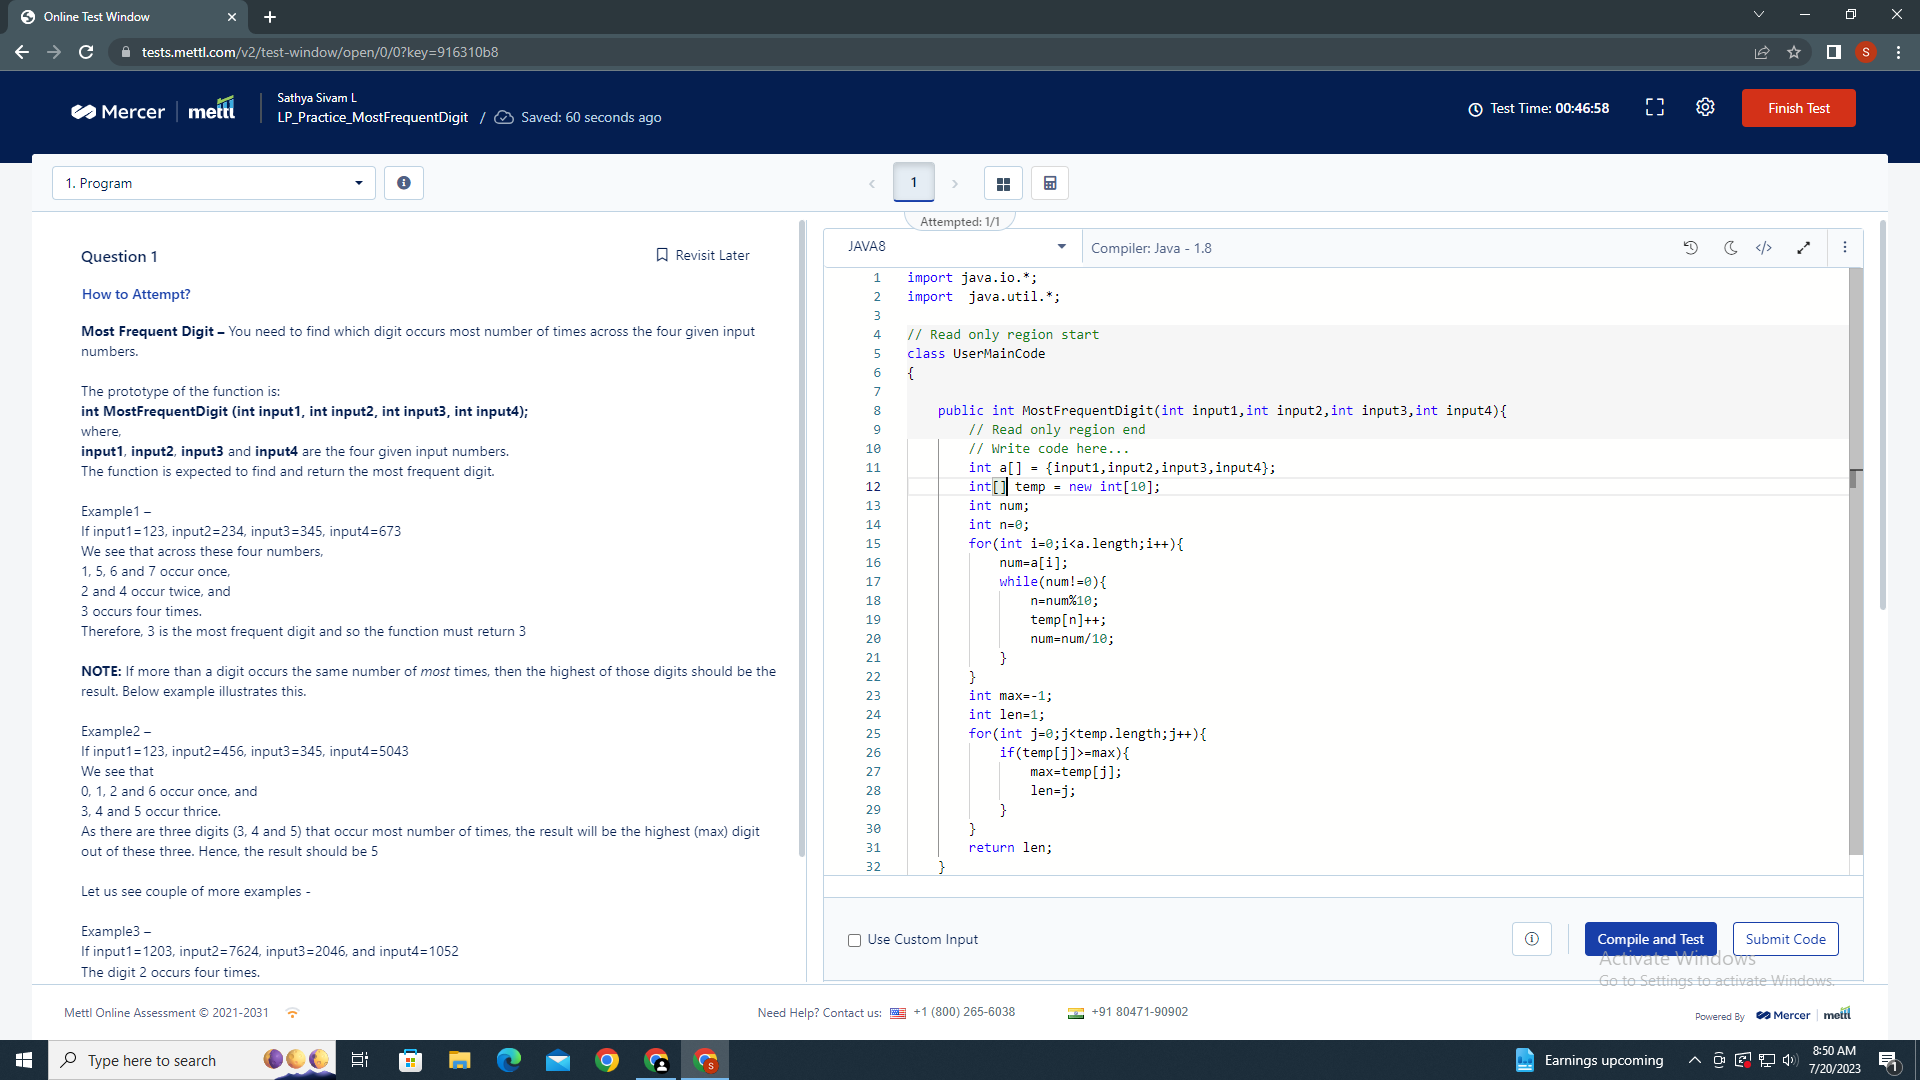 Online Test Window
tests.mettl.com/v2/test-window/open/0/0?key=916310b8
S
Mercer
mettl
Sathya Sivam L
LP_Practice_MostFrequentDigit / Saved: 60 seconds ago
Test Time: 00:46:58
Finish Test
1. Program
1
Attempted: 1/1
Question 1
Revisit Later
How to Attempt?
Most Frequent Digit – You need to find which digit occurs most number of times across the four given input
numbers.
The prototype of the function is:
int MostFrequentDigit (int input1, int input2, int input3, int input4);
where,
input1, input2, input3 and input4 are the four given input numbers.
The function is expected to find and return the most frequent digit.
Example1 –
If input1=123, input2=234, input3=345, input4=673
We see that across these four numbers,
1, 5, 6 and 7 occur once,
2 and 4 occur twice, and
3 occurs four times.
Therefore, 3 is the most frequent digit and so the function must return 3
NOTE: If more than a digit occurs the same number of most times, then the highest of those digits should be the
result. Below example illustrates this.
Example2 –
If input1=123, input2=456, input3=345, input4=5043
We see that
0, 1, 2 and 6 occur once, and
3, 4 and 5 occur thrice.
As there are three digits (3, 4 and 5) that occur most number of times, the result will be the highest (max) digit
out of these three. Hence, the result should be 5
Let us see couple of more examples -
Example3 –
If input1=1203, input2=7624, input3=2046, and input4=1052
The digit 2 occurs four times.
JAVA8
Compiler: Java - 1.8
1 import java.io.*;
2 import  java.util.*;
3
4 // Read only region start
5 class UserMainCode
6 {
7
8     public int MostFrequentDigit(int input1,int input2,int input3,int input4){
9         // Read only region end
10         // Write code here...
11         int a[] = {input1,input2,input3,input4};
12         int[] temp = new int[10];
13         int num;
14         int n=0;
15         for(int i=0;i<a.length;i++){
16             num=a[i];
17             while(num!=0){
18                 n=num%10;
19                 temp[n]++;
20                 num=num/10;
21             }
22         }
23         int max=-1;
24         int len=1;
25         for(int j=0;j<temp.length;j++){
26             if(temp[j]>=max){
27                 max=temp[j];
28                 len=j;
29             }
30         }
31         return len;
32     }
Use Custom Input
Compile and Test
Submit Code
Activate Windows
Go to Settings to activate Windows.
Mettl Online Assessment © 2021-2031
Need Help? Contact us: +1 (800) 265-6038
+91 80471-90902
Powered By Mercer mettl
Type here to search
Earnings upcoming
8:50 AM
7/20/2023
1